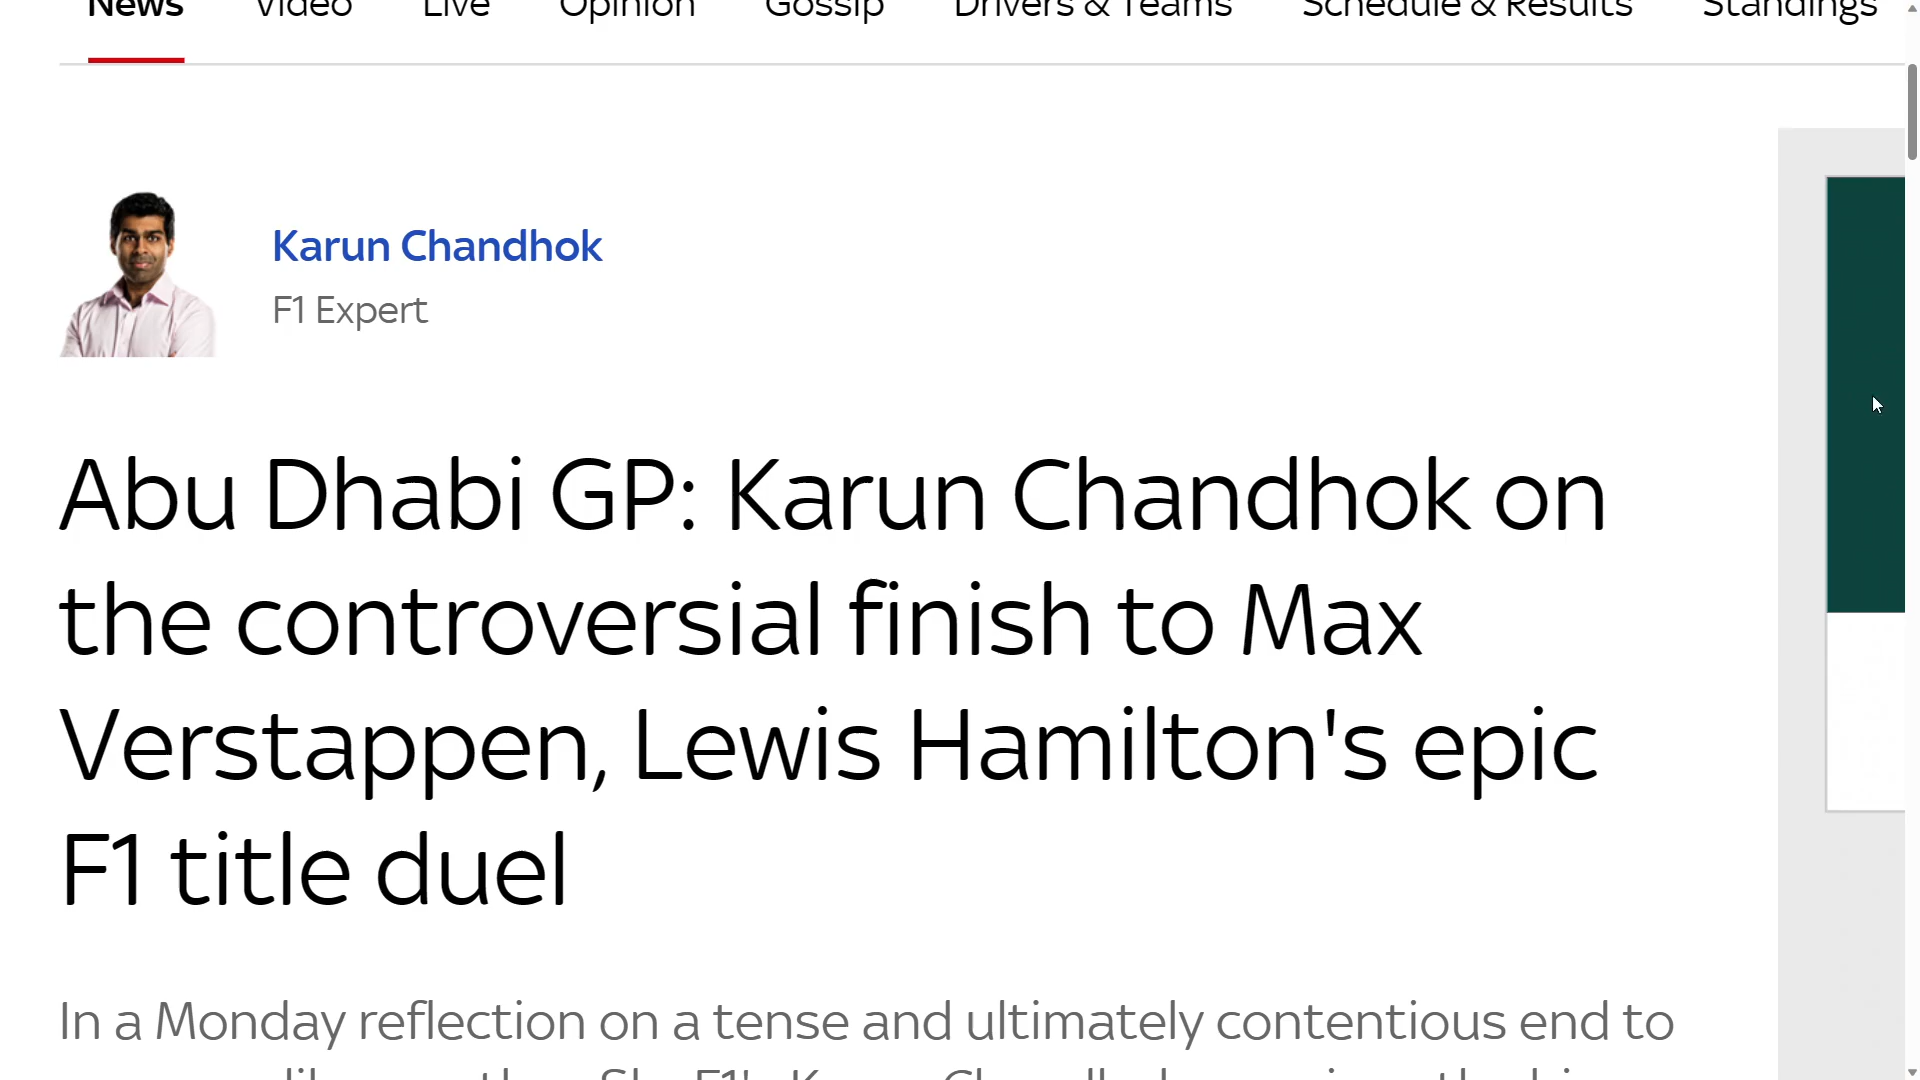 News Video Live Opinion Gossip Drivers & Teams Schedule & Results Standings
Karun Chandhok
F1 Expert
Abu Dhabi GP: Karun Chandhok on
the controversial finish to Max
Verstappen, Lewis Hamilton's epic
F1 title duel
In a Monday reflection on a tense and ultimately contentious end to